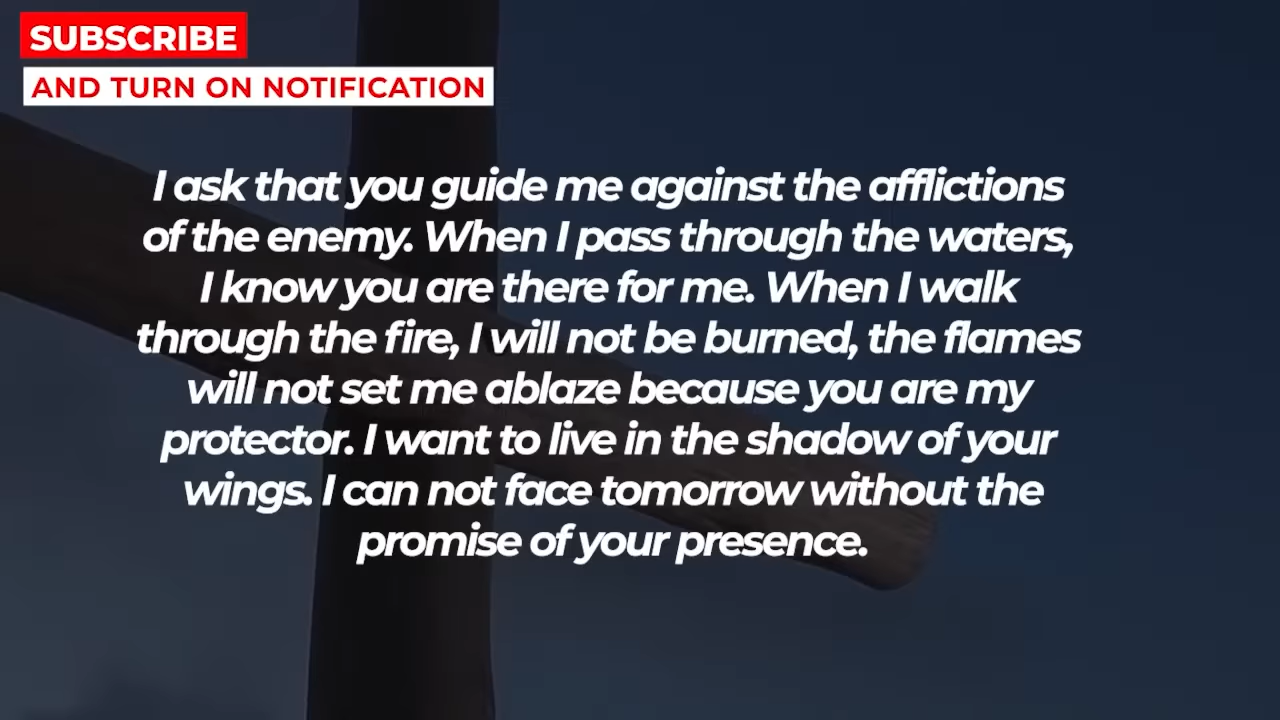 SUBSCRIBE
AND TURN ON NOTIFICATION
I ask that you guide me against the afflictions
of the enemy. When I pass through the waters,
I know you are there for me. When I walk
through the fire, I will not be burned, the flames
will not set me ablaze because you are my
protector. I want to live in the shadow of your
wings. I can not face tomorrow without the
promise of your presence.